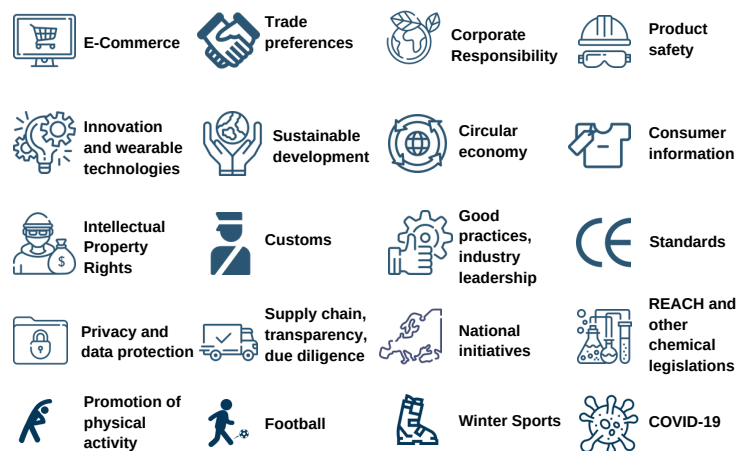 E-Commerce
Trade
preferences
Corporate
Responsibility
Product
safety
Innovation
and wearable
technologies
Sustainable
development
Circular
economy
Consumer
information
Intellectual
Property
Rights
$
Customs
Good
practices,
industry
leadership
CE
Standards
Privacy and
data protection
Supply chain,
transparency,
due diligence
National
initiatives
REACH and
other
chemical
legislations
Promotion of
physical
activity
Football
Winter Sports
COVID-19